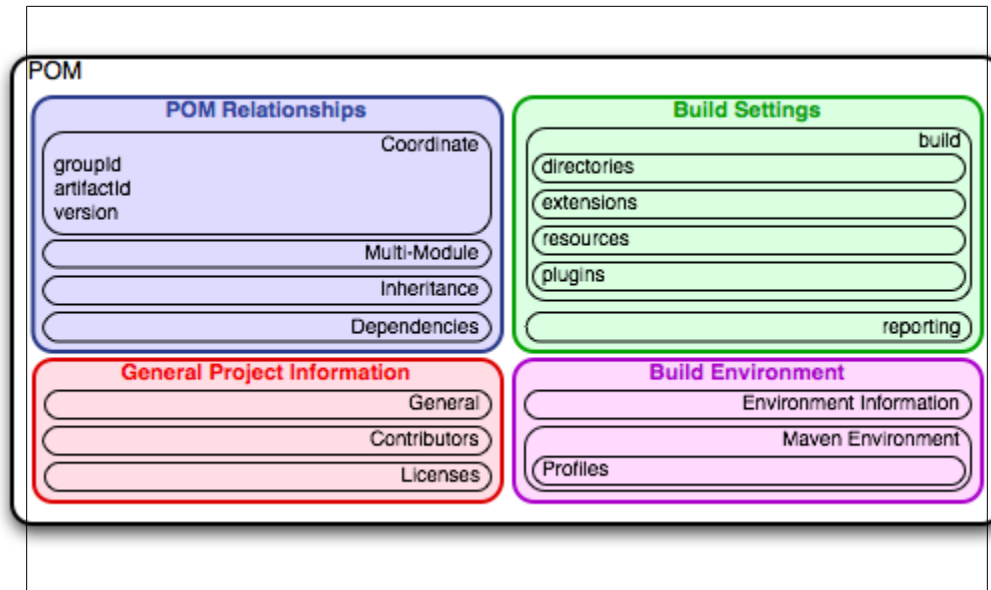 POM
POM Relationships
Coordinate
groupId
artifactId
version
Multi-Module
Inheritance
Dependencies
Build Settings
build
directories
extensions
resources
plugins
reporting
General Project Information
General
Contributors
Licenses
Build Environment
Environment Information
Maven Environment
Profiles